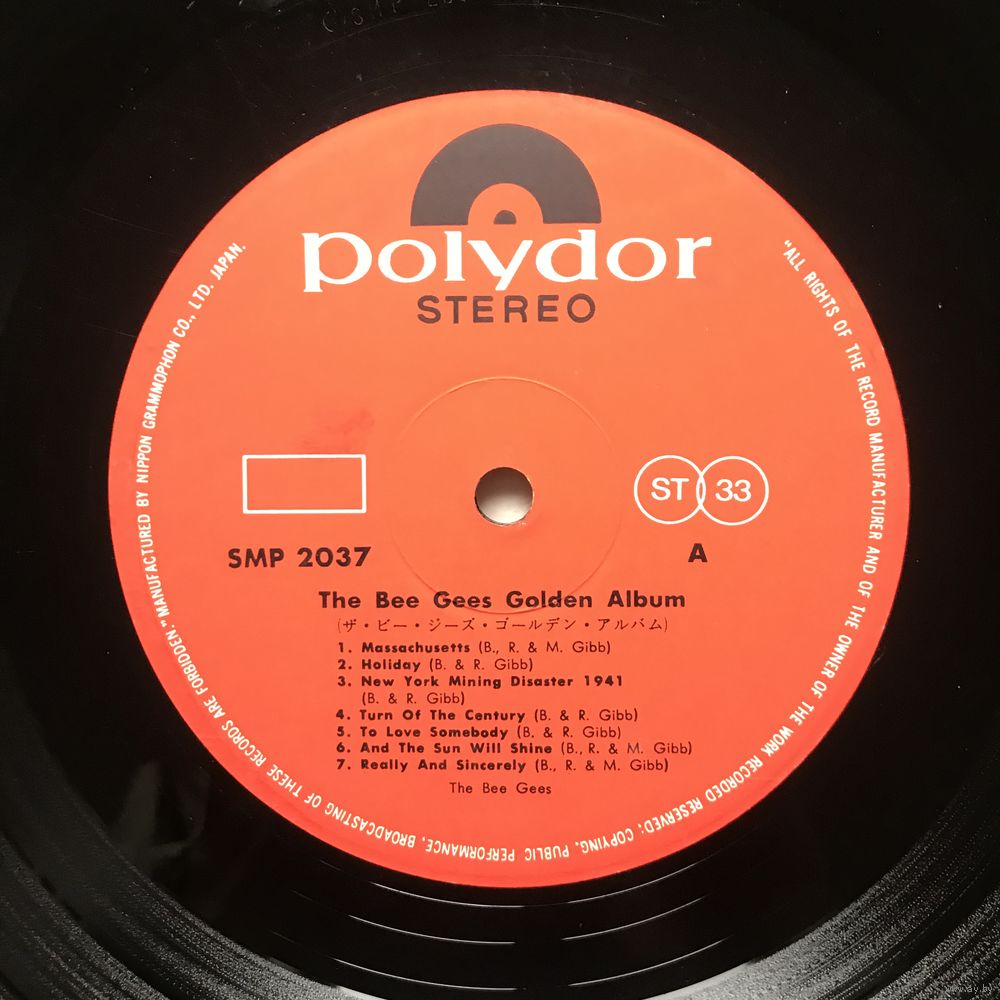 polydor
STEREO
ST 33
SMP 2037
A
The Bee Gees Golden Album
(ザ・ビー・ジーズ・ゴールデン・アルバム)
1. Massachusetts (B., R. & M. Gibb)
2. Holiday (B. & R. Gibb)
3. New York Mining Disaster 1941
(B. & R. Gibb)
4. Turn Of The Century (B. & R. Gibb)
5. To Love Somebody (B. & R. Gibb)
6. And The Sun Will Shine (B., R. & M. Gibb)
7. Really And Sincerely (B., R. & M. Gibb)
The Bee Gees
"ALL RIGHTS OF THE RECORD MANUFACTURER AND OF THE OWNER OF THE WORK RECORDED RESERVED; COPYING, PUBLIC PERFORMANCE, BROADCASTING OF THESE RECORDS ARE FORBIDDEN." MANUFACTURED BY NIPPON GRAMMOPHON CO., LTD. JAPAN.